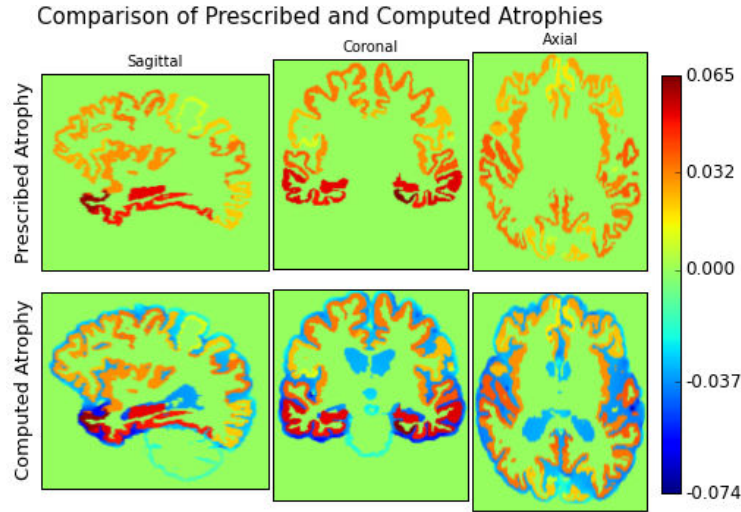 Comparison of Prescribed and Computed Atrophies
Sagittal
Coronal
Axial
Prescribed Atrophy
Computed Atrophy
0.065
0.032
0.000
-0.037
-0.074